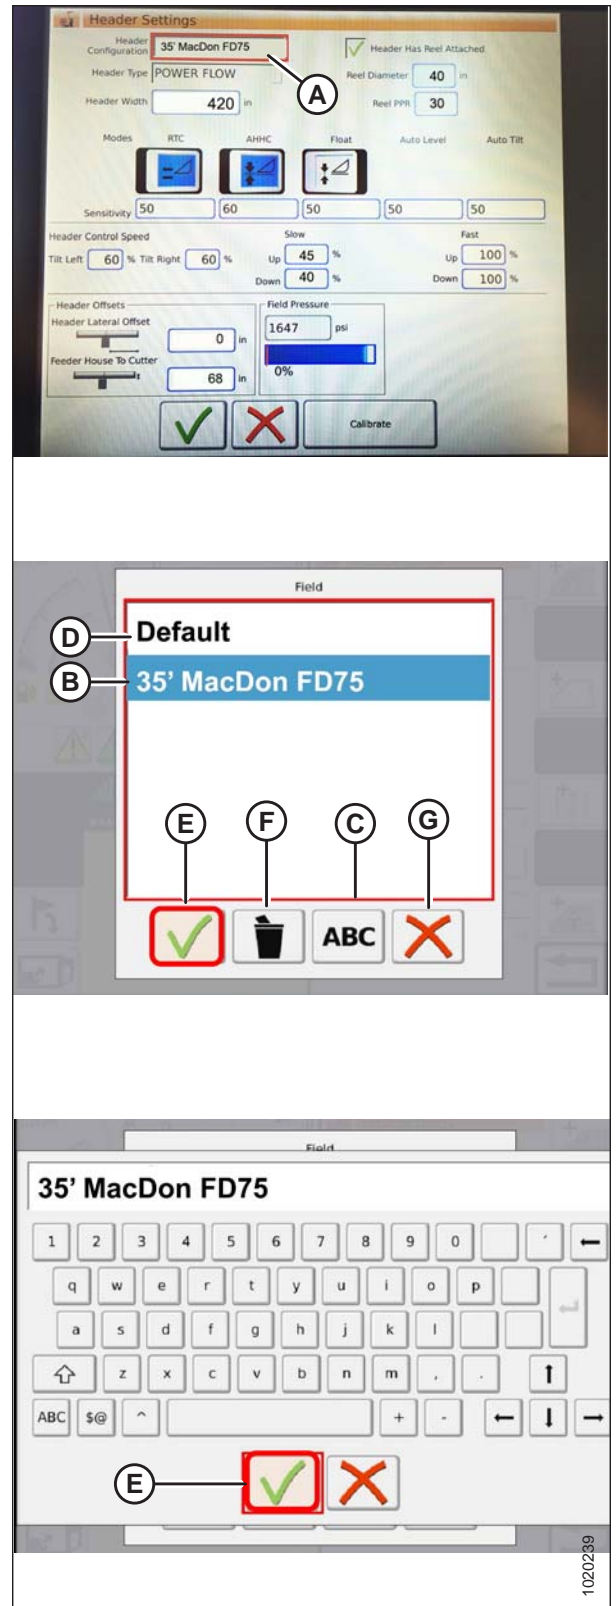 Header Settings
Header Configuration 35' MacDon FD75
Header Has Reel Attached
A
Header Type POWER FLOW
Reel Diameter 40 in
Header Width 420 in
Reel PPR 30
Modes RTC AHHC Float Auto Level Auto Tilt
Sensitivity 50 60 50 50 50
Header Control Speed Slow Fast
Tilt Left 60 % Tilt Right 60 % Up 45 % Up 100 %
Down 40 % Down 100 %
Header Offsets Field Pressure
Header Lateral Offset
0 in 1647 psi
Feeder House To Cutter
68 in 0%
Calibrate
Field
D Default
B 35' MacDon FD75
E F C G
ABC
Field
35' MacDon FD75
1 2 3 4 5 6 7 8 9 0 ´ ←
q w e r t y u i o p
a s d f g h j k l
z x c v b n m , . ↑
ABC $@ ^ + - ← ↓ →
E
1020239